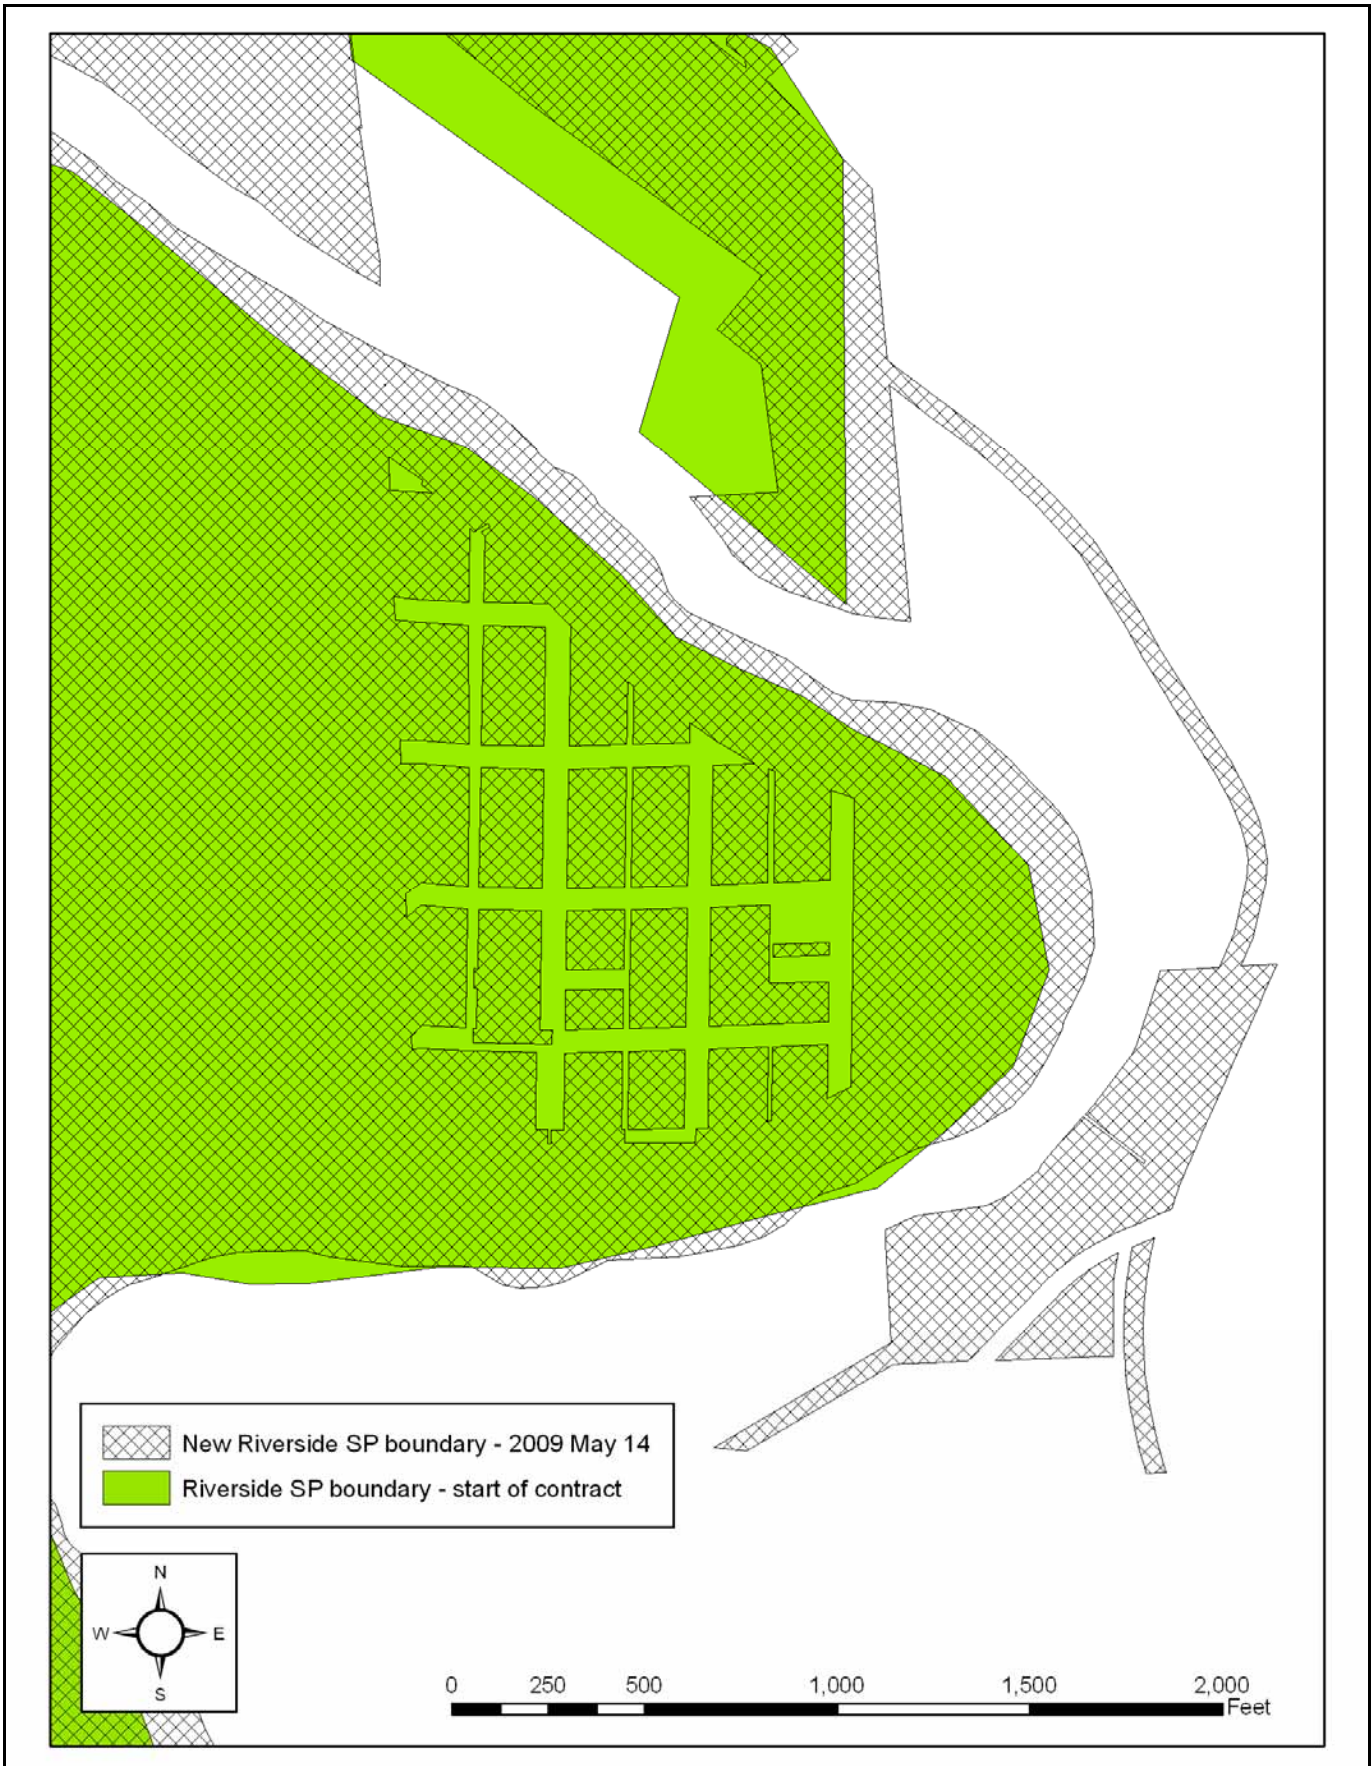 New Riverside SP boundary - 2009 May 14
Riverside SP boundary - start of contract
N
W E
S
0 250 500 1,000 1,500 2,000
Feet